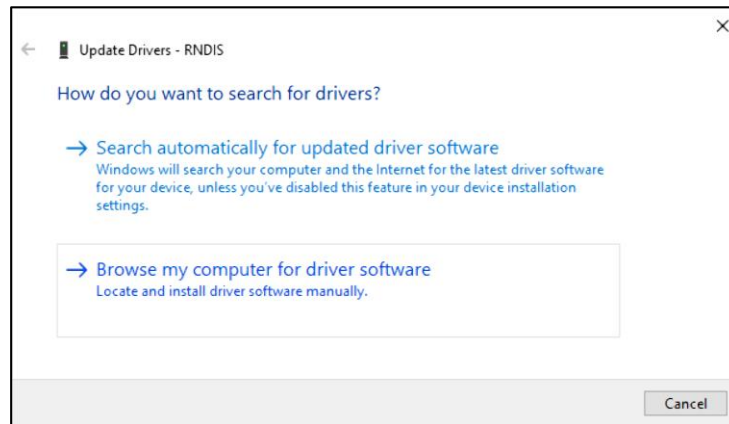 Update Drivers - RNDIS
How do you want to search for drivers?
Search automatically for updated driver software
Windows will search your computer and the Internet for the latest driver software
for your device, unless you've disabled this feature in your device installation
settings.
Browse my computer for driver software
Locate and install driver software manually.
Cancel